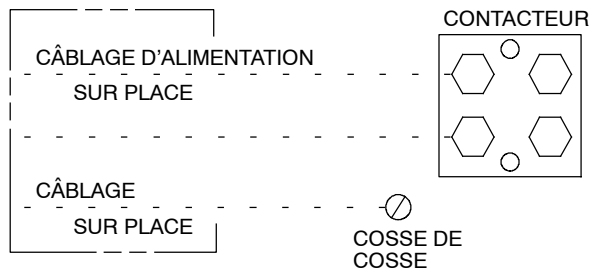 CONTACTEUR
CÂBLAGE D’ALIMENTATION
SUR PLACE
CÂBLAGE
SUR PLACE
COSSE DE
COSSE